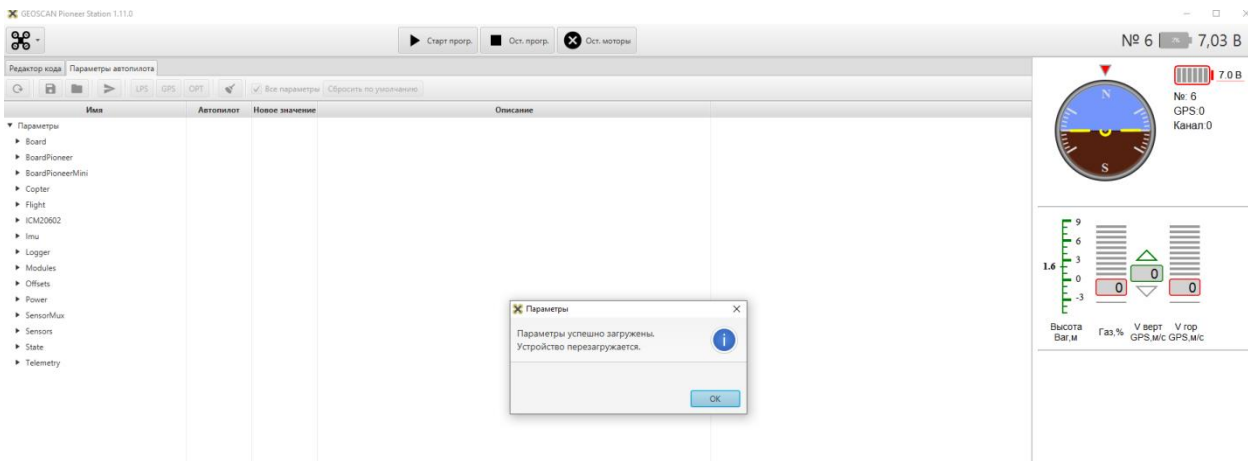 GEOSCAN Pioneer Station 1.11.0
Старт прогр. Ост. прогр. Ост. моторы № 6 7,03 В
Редактор кода Параметры автопилота
LPS GPS OPT Все параметры Сбросить по умолчанию
Имя Автопилот Новое значение Описание
Параметры
Board
BoardPioneer
BoardPioneerMini
Copter
Flight
ICM20602
Imu
Logger
Modules
Offsets
Power
SensorMux
Sensors
State
Telemetry
Параметры
Параметры успешно загружены.
Устройство перезагружается.
OK
7.0 В
№: 6
GPS:0
Канал:0
N
S
9
6
3
1.6
0
-3
0
0
0
Высота Газ,% V верт V гор
Bar,м GPS,м/с GPS,м/с